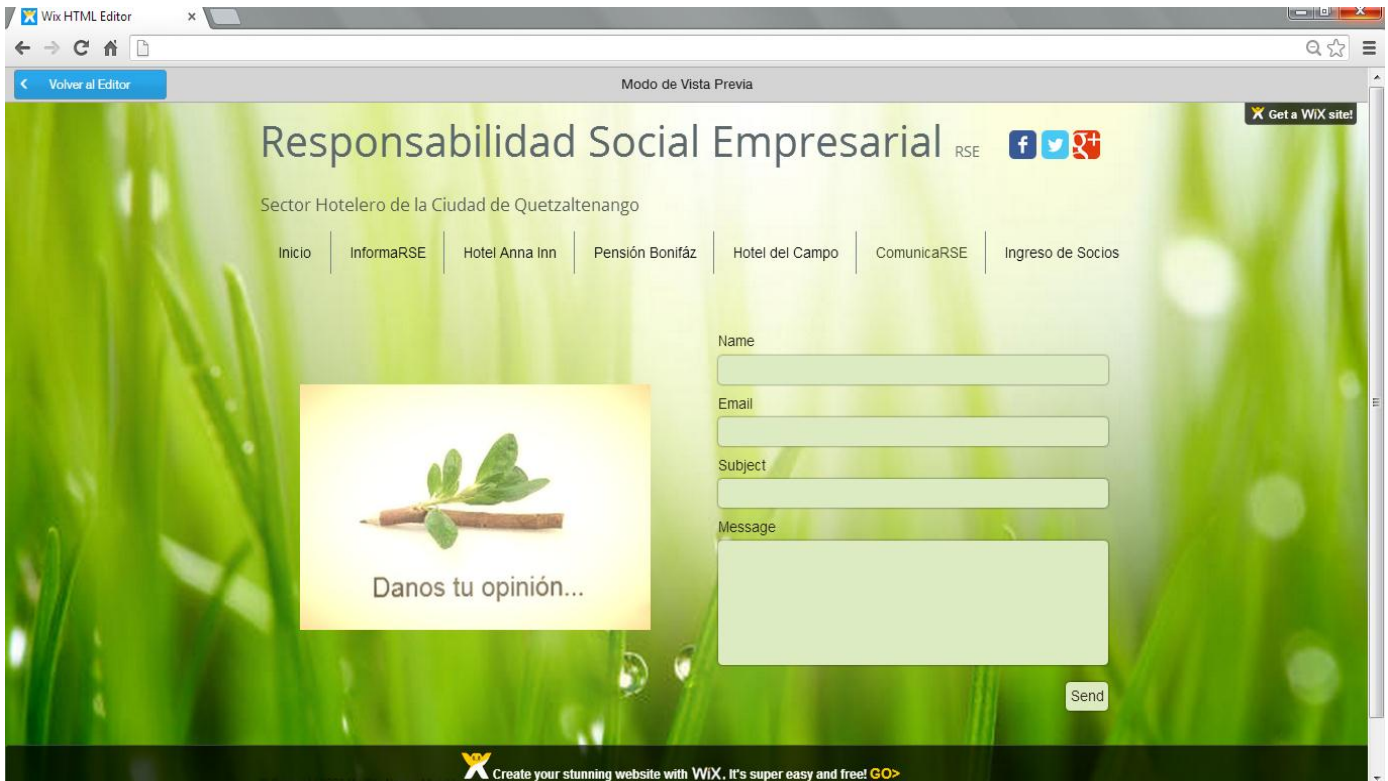 Wix HTML Editor
Volver al Editor
Modo de Vista Previa
Get a WiX site!
Responsabilidad Social Empresarial RSE
Sector Hotelero de la Ciudad de Quetzaltenango
Inicio
InformaRSE
Hotel Anna Inn
Pensión Bonifáz
Hotel del Campo
ComunicaRSE
Ingreso de Socios
Danos tu opinión...
Name
Email
Subject
Message
Send
Create your stunning website with WiX. It's super easy and free! GO>